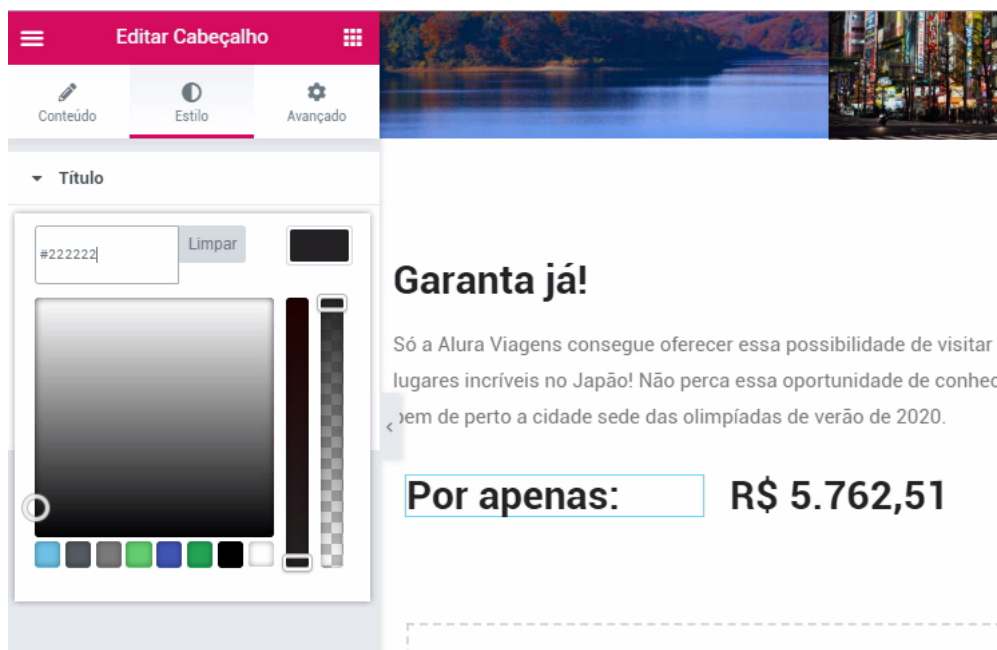 Editar Cabeçalho
Conteúdo
Estilo
Avançado
Título
#222222
Limpar
Garanta já!
Só a Alura Viagens consegue oferecer essa possibilidade de visitar
lugares incríveis no Japão! Não perca essa oportunidade de conhec
bem de perto a cidade sede das olimpíadas de verão de 2020.
Por apenas:
R$ 5.762,51